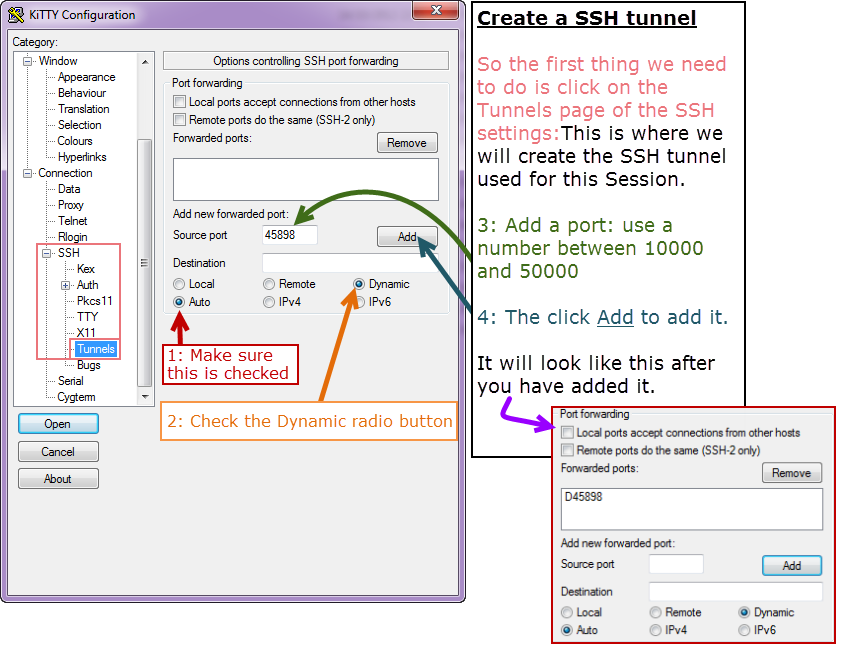 KiTTY Configuration
Category:
Window
Appearance
Behaviour
Translation
Selection
Colours
Hyperlinks
Connection
Data
Proxy
Telnet
Rlogin
SSH
Kex
Auth
Pkcs11
TTY
X11
Tunnels
Bugs
Serial
Cygterm
Open
Cancel
About
Options controlling SSH port forwarding
Port forwarding
Local ports accept connections from other hosts
Remote ports do the same (SSH-2 only)
Forwarded ports:
Remove
Add new forwarded port:
Source port
45898
Add
Destination
Local
Remote
Dynamic
Auto
IPv4
IPv6
1: Make sure
this is checked
2: Check the Dynamic radio button
Create a SSH tunnel
So the first thing we need
to do is click on the
Tunnels page of the SSH
settings:This is where we
will create the SSH tunnel
used for this Session.
3: Add a port: use a
number between 10000
and 50000
4: The click Add to add it.
It will look like this after
you have added it.
Port forwarding
Local ports accept connections from other hosts
Remote ports do the same (SSH-2 only)
Forwarded ports:
Remove
D45898
Add new forwarded port:
Source port
Add
Destination
Local
Remote
Dynamic
Auto
IPv4
IPv6